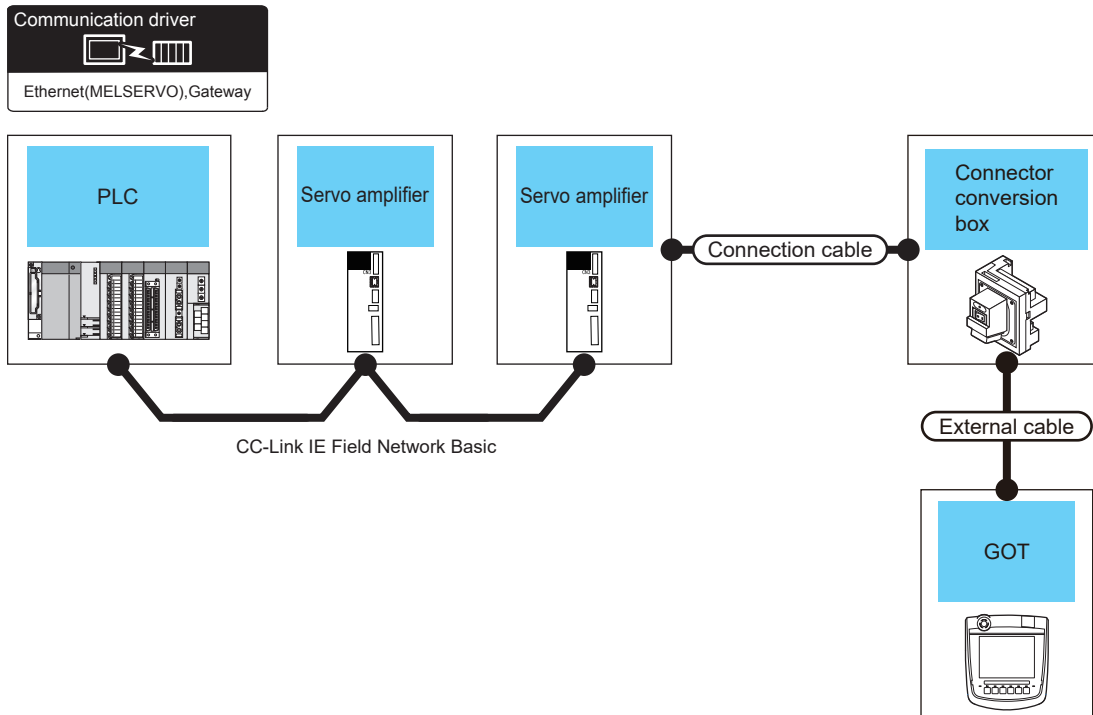 Communication driver
Ethernet(MELSERVO),Gateway
PLC
Servo amplifier
Servo amplifier
Connection cable
Connector
conversion
box
CC-Link IE Field Network Basic
External cable
GOT